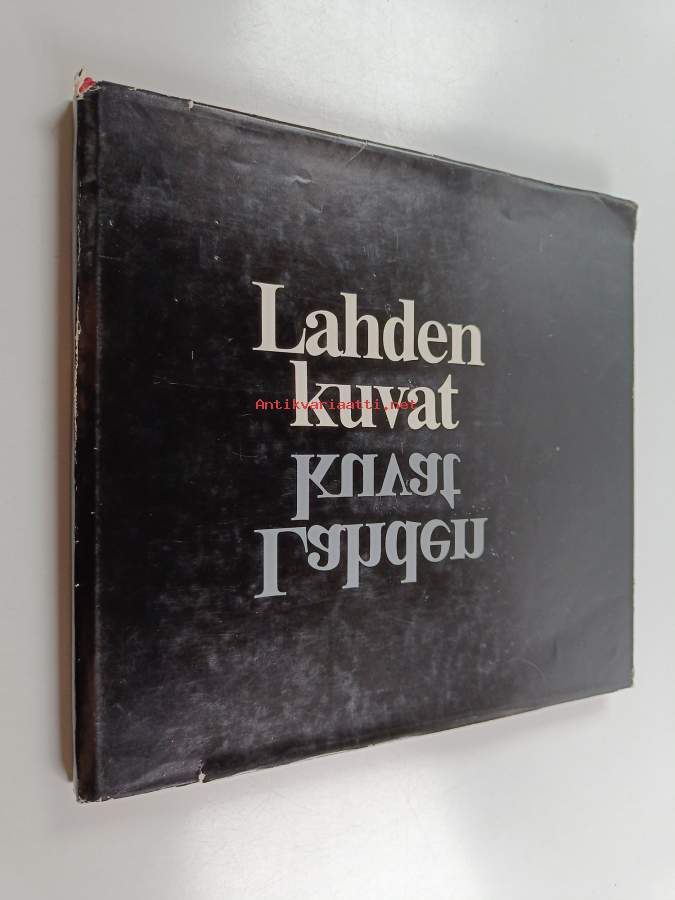 Lahden
kuvat
Antikvariaatti.net
kuvat
Lahden